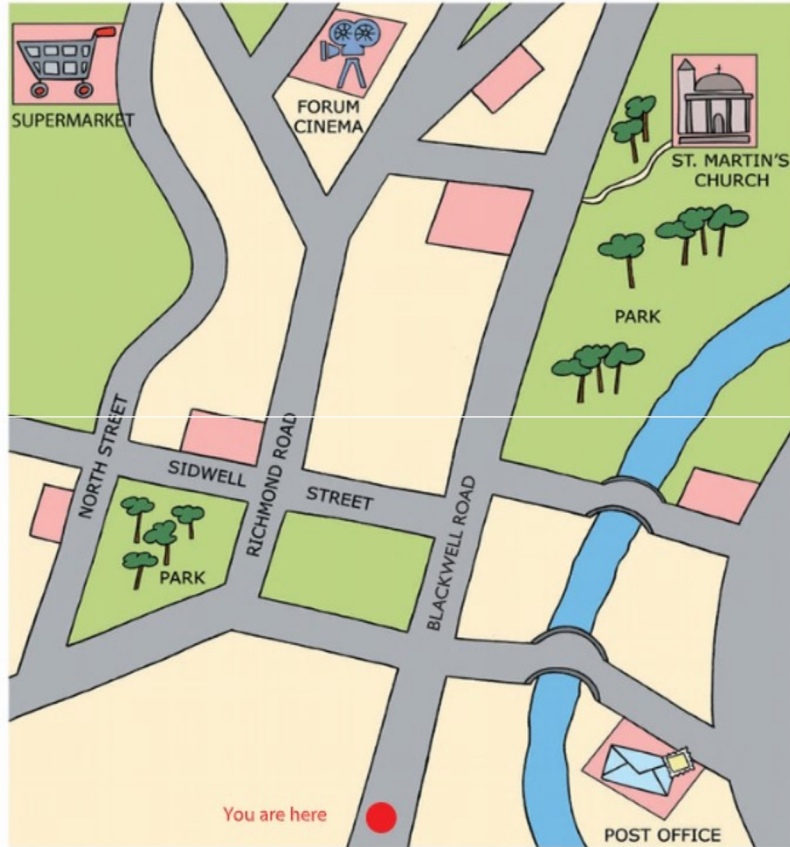 SUPERMARKET
FORUM
CINEMA
ST. MARTIN'S
CHURCH
PARK
NORTH STREET
SIDWELL
RICHMOND ROAD
STREET
BLACKWELL ROAD
PARK
You are here
POST OFFICE